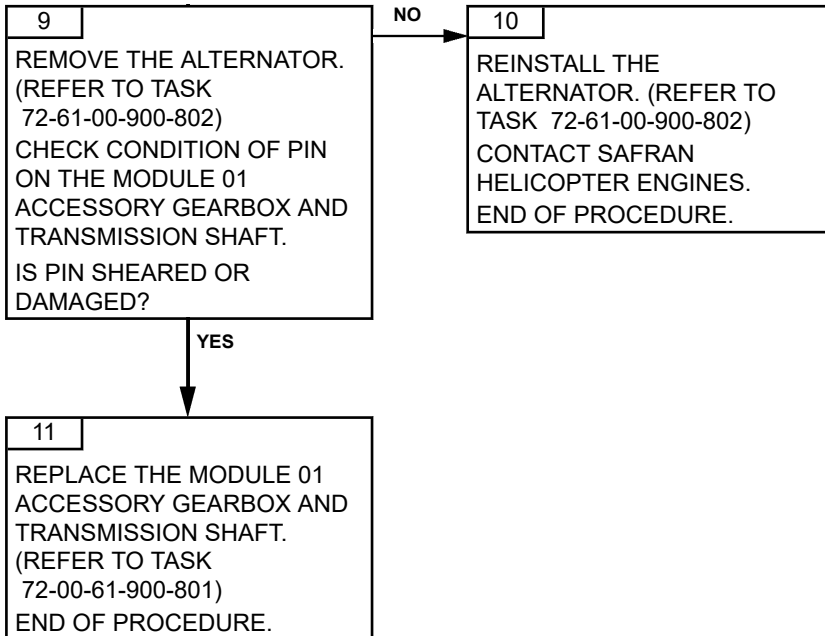 9
REMOVE THE ALTERNATOR.
(REFER TO TASK
72-61-00-900-802)
CHECK CONDITION OF PIN
ON THE MODULE 01
ACCESSORY GEARBOX AND
TRANSMISSION SHAFT.
IS PIN SHEARED OR
DAMAGED?
NO
10
REINSTALL THE
ALTERNATOR. (REFER TO
TASK 72-61-00-900-802)
CONTACT SAFRAN
HELICOPTER ENGINES.
END OF PROCEDURE.
YES
11
REPLACE THE MODULE 01
ACCESSORY GEARBOX AND
TRANSMISSION SHAFT.
(REFER TO TASK
72-00-61-900-801)
END OF PROCEDURE.